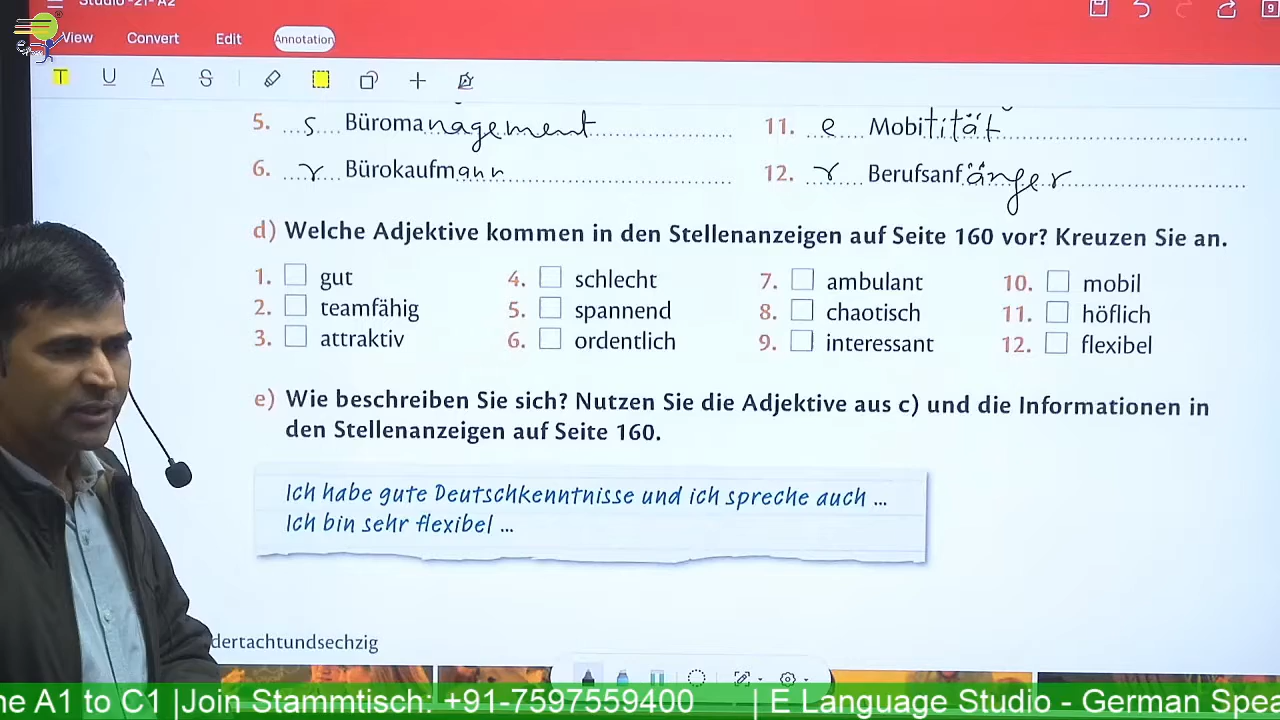 Studio -21- A2
View Convert Edit Annotation
T U A S
5. s Büromanagement 11. e Mobitität
6. r Bürokaufmann 12. r Berufsanfänger
d) Welche Adjektive kommen in den Stellenanzeigen auf Seite 160 vor? Kreuzen Sie an.
1. gut 4. schlecht 7. ambulant 10. mobil
2. teamfähig 5. spannend 8. chaotisch 11. höflich
3. attraktiv 6. ordentlich 9. interessant 12. flexibel
e) Wie beschreiben Sie sich? Nutzen Sie die Adjektive aus c) und die Informationen in
den Stellenanzeigen auf Seite 160.
Ich habe gute Deutschkenntnisse und ich spreche auch ...
Ich bin sehr flexibel ...
dertachtundsechzig
ne A1 to C1 |Join Stammtisch: +91-7597559400 | E Language Studio - German Spea